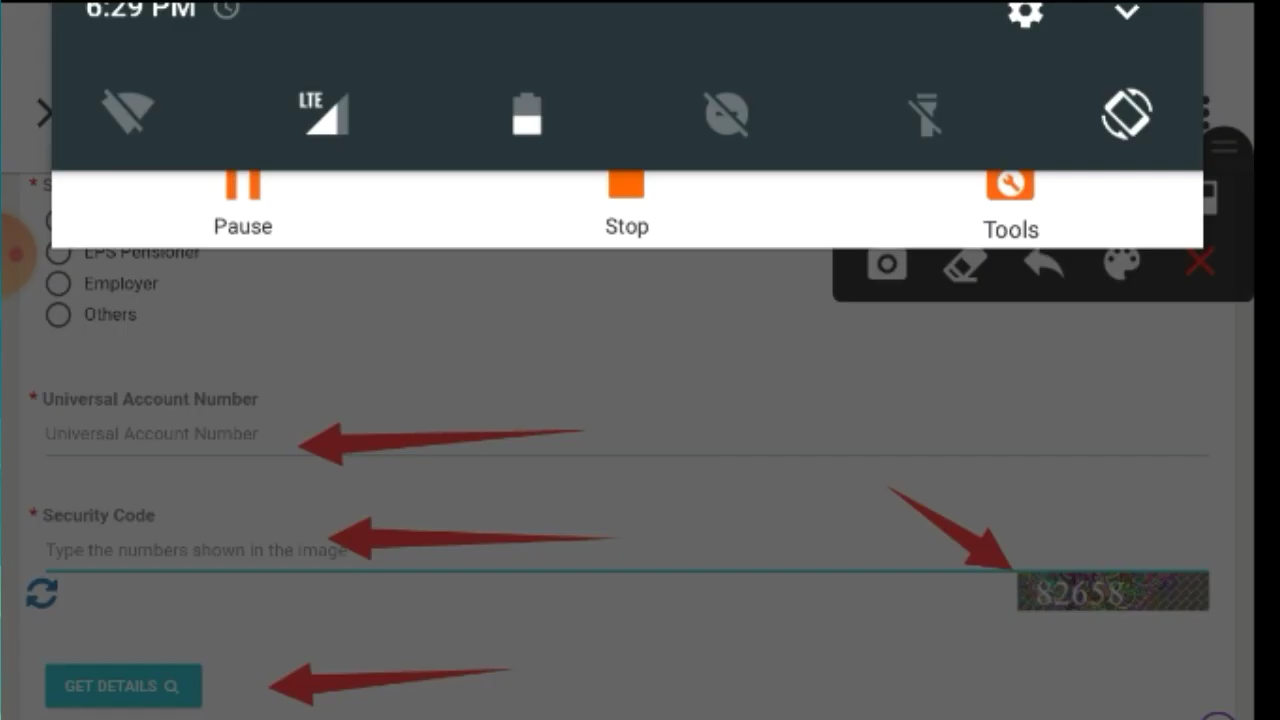 6:29 PM
LTE
Pause
Stop
Tools
* S
EPS Pensioner
Employer
Others
* Universal Account Number
Universal Account Number
* Security Code
Type the numbers shown in the image
82658
GET DETAILS